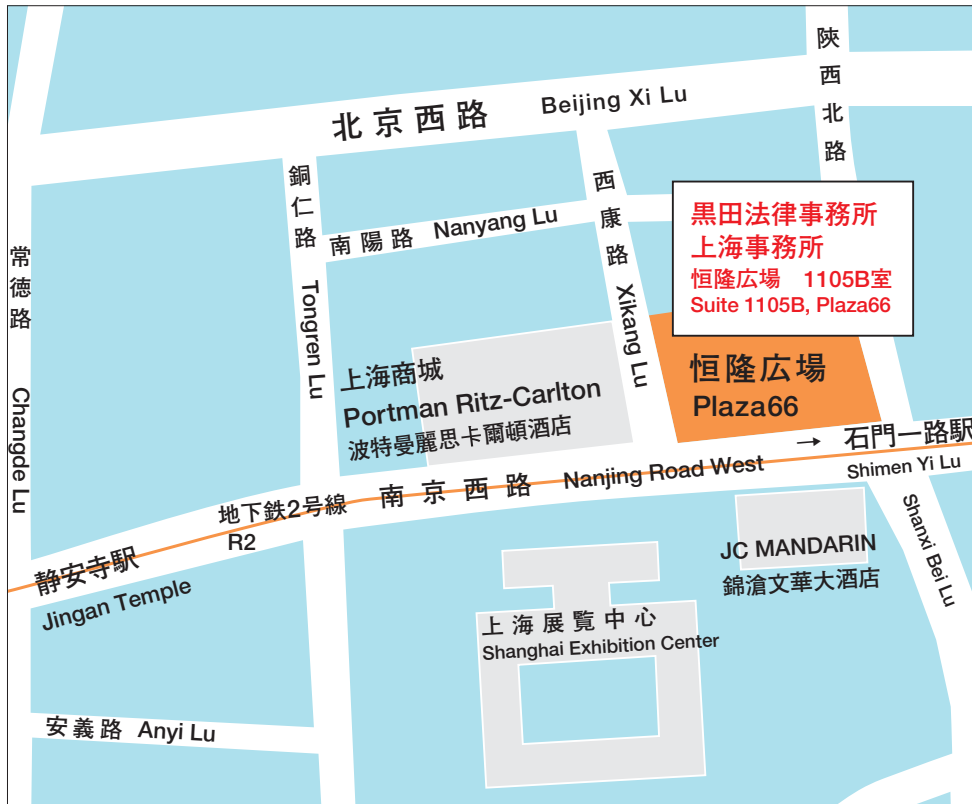 陝西北路
北京西路 Beijing Xi Lu
銅仁路 Tongren Lu
西康路 Xikang Lu
南陽路 Nanyang Lu
黒田法律事務所
上海事務所
恒隆広場 1105B室
Suite 1105B, Plaza66
常德路 Changde Lu
上海商城
Portman Ritz-Carlton
波特曼麗思卡爾頓酒店
恒隆広場
Plaza66
→ 石門一路駅
Shimen Yi Lu
南京西路 Nanjing Road West
地下鉄2号線
R2
静安寺駅
Jingan Temple
JC MANDARIN
錦滄文華大酒店
Shanxi Bei Lu
上海展覧中心
Shanghai Exhibition Center
安義路 Anyi Lu